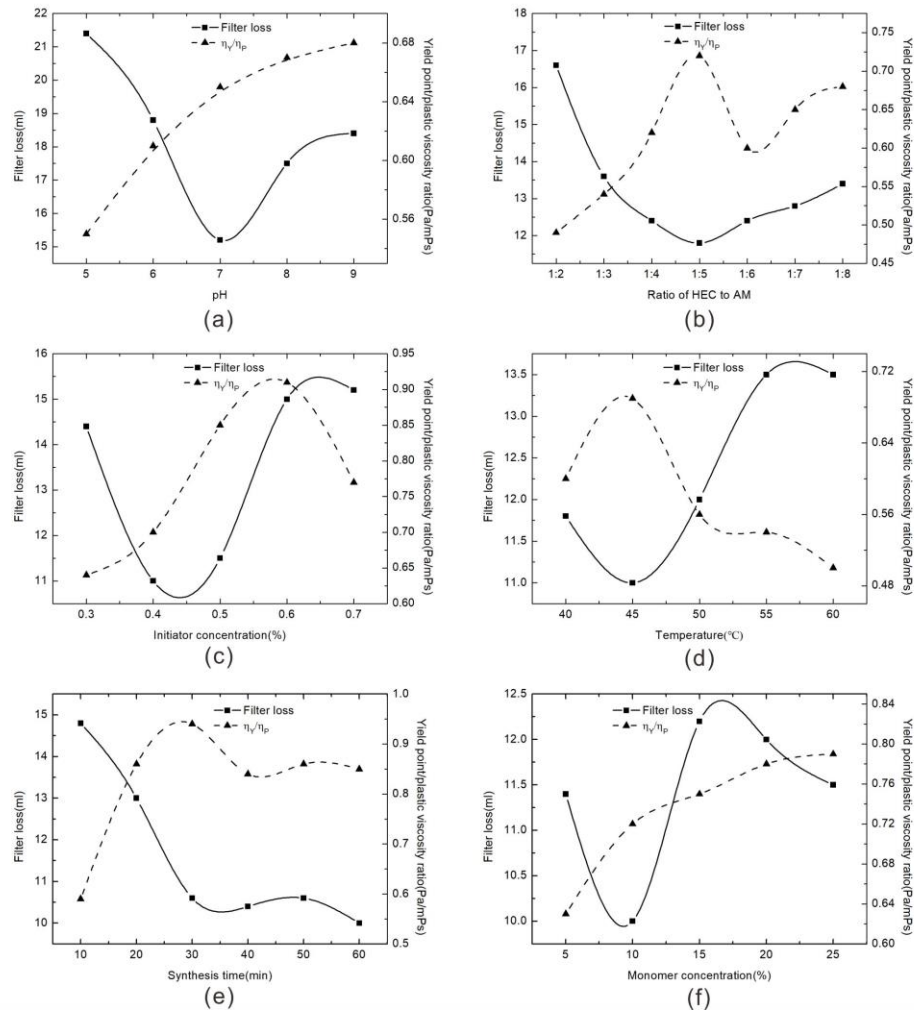 Filter loss
ηY/ηP
22
21
20
19
18
17
16
15
0.68
0.64
0.60
0.56
5 6 7 8 9
Filter loss(ml)
Yield point/plastic viscosity ratio(Pa/mPs)
pH
(a)
Filter loss
ηY/ηP
18
17
16
15
14
13
12
0.75
0.70
0.65
0.60
0.55
0.50
0.45
1:2 1:3 1:4 1:5 1:6 1:7 1:8
Filter loss(ml)
Yield point/plastic viscosity ratio(Pa/mPs)
Ratio of HEC to AM
(b)
Filter loss
ηY/ηP
16
15
14
13
12
11
0.95
0.90
0.85
0.80
0.75
0.70
0.65
0.60
0.3 0.4 0.5 0.6 0.7
Filter loss(ml)
Yield point/plastic viscosity ratio(Pa/mPs)
Initiator concentration(%)
(c)
Filter loss
ηY/ηP
13.5
13.0
12.5
12.0
11.5
11.0
0.72
0.64
0.56
0.48
40 45 50 55 60
Filter loss(ml)
Yield point/plastic viscosity ratio(Pa/mPs)
Temperature(℃)
(d)
Filter loss
ηY/ηP
15
14
13
12
11
10
1.0
0.9
0.8
0.7
0.6
0.5
10 20 30 40 50 60
Filter loss(ml)
Yield point/plastic viscosity ratio(Pa/mPs)
Synthesis time(min)
(e)
Filter loss
ηY/ηP
12.5
12.0
11.5
11.0
10.5
10.0
0.84
0.80
0.76
0.72
0.68
0.64
0.60
5 10 15 20 25
Filter loss(ml)
Yield point/plastic viscosity ratio(Pa/mPs)
Monomer concentration(%)
(f)